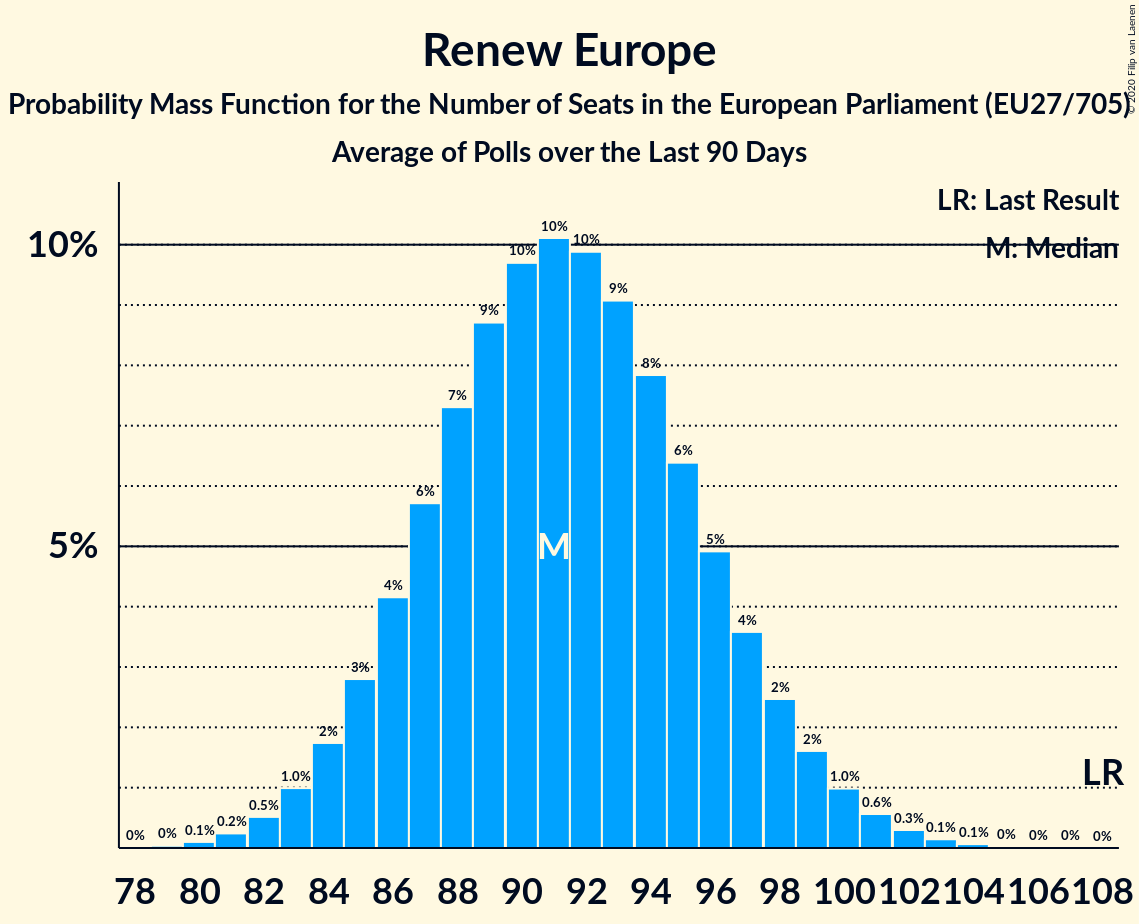 Renew Europe
Probability Mass Function for the Number of Seats in the European Parliament (EU27/705)
Average of Polls over the Last 90 Days
© 2020 Filip van Laenen
LR: Last Result
M: Median
10%
5%
0% 0% 0.1% 0.2% 0.5% 1.0% 2% 3% 4% 6% 7% 9% 10% 10% 10% 9% 8% 6% 5% 4% 2% 2% 1.0% 0.6% 0.3% 0.1% 0.1% 0% 0% 0% 0%
M
LR
78 80 82 84 86 88 90 92 94 96 98 100 102 104 106 108